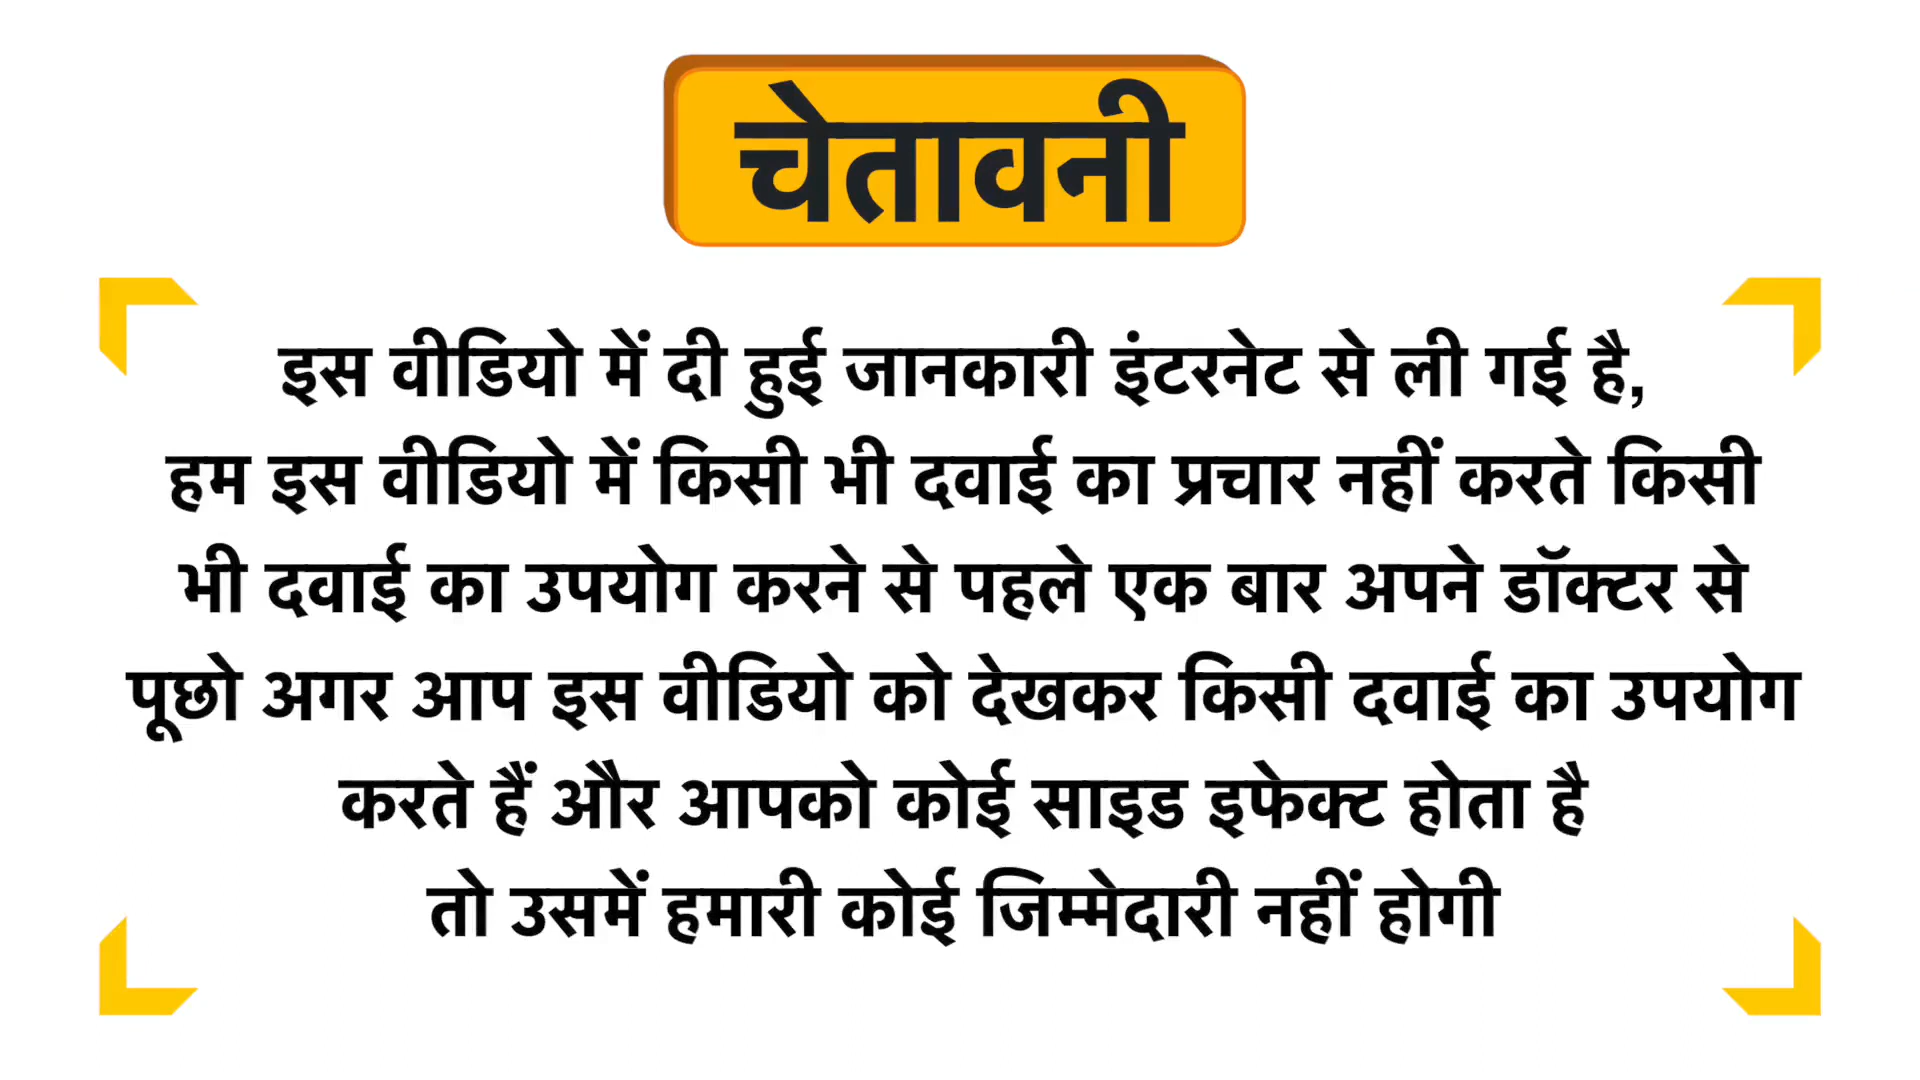 चेतावनी
इस वीडियो में दी हुई जानकारी इंटरनेट से ली गई है,
हम इस वीडियो में किसी भी दवाई का प्रचार नहीं करते किसी
भी दवाई का उपयोग करने से पहले एक बार अपने डॉक्टर से
पूछो अगर आप इस वीडियो को देखकर किसी दवाई का उपयोग
करते हैं और आपको कोई साइड इफेक्ट होता है
तो उसमें हमारी कोई जिम्मेदारी नहीं होगी